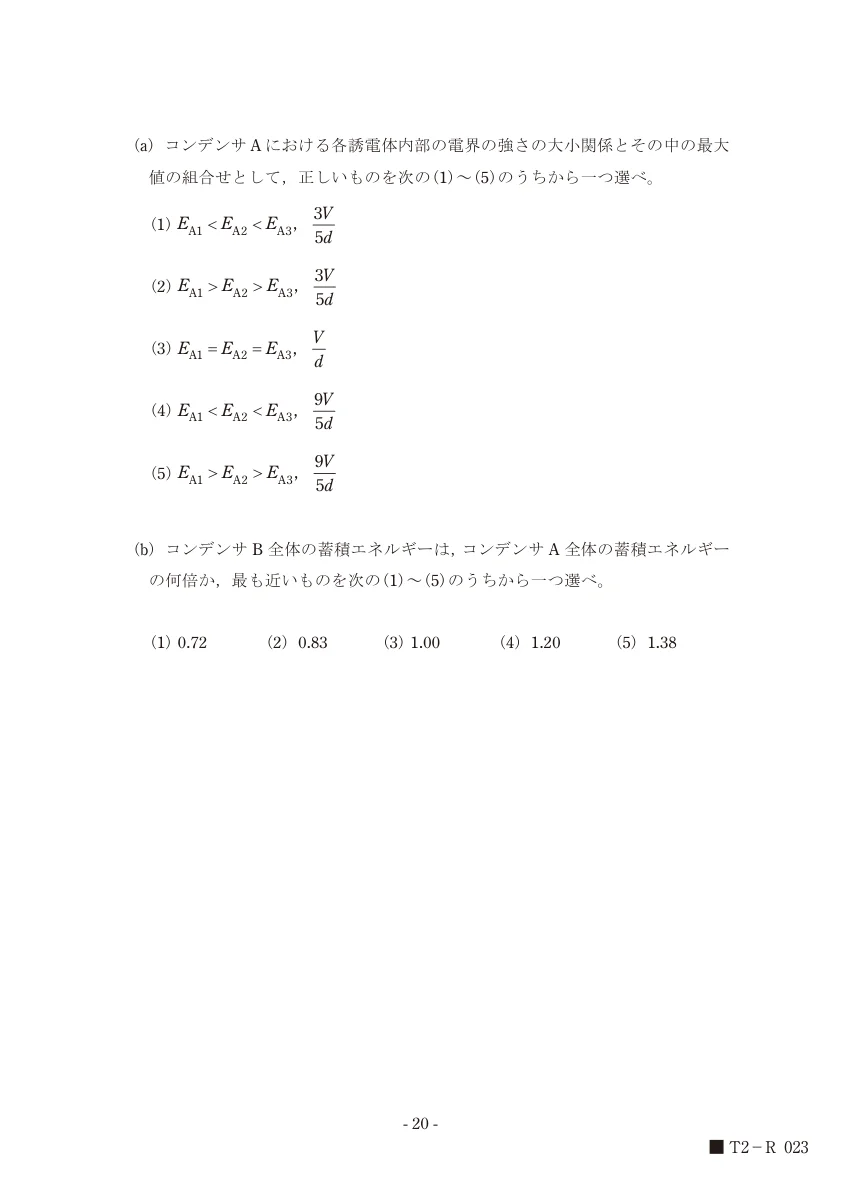 (a) コンデンサ A における各誘電体内部の電界の強さの大小関係とその中の最大
値の組合せとして，正しいものを次の(1)～(5)のうちから一つ選べ。
(1) E_A1 < E_A2 < E_A3， 3V/5d
(2) E_A1 > E_A2 > E_A3， 3V/5d
(3) E_A1 = E_A2 = E_A3， V/d
(4) E_A1 < E_A2 < E_A3， 9V/5d
(5) E_A1 > E_A2 > E_A3， 9V/5d
(b) コンデンサ B 全体の蓄積エネルギーは，コンデンサ A 全体の蓄積エネルギー
の何倍か，最も近いものを次の(1)～(5)のうちから一つ選べ。
(1) 0.72 (2) 0.83 (3) 1.00 (4) 1.20 (5) 1.38
- 20 -
■ T2－R 023